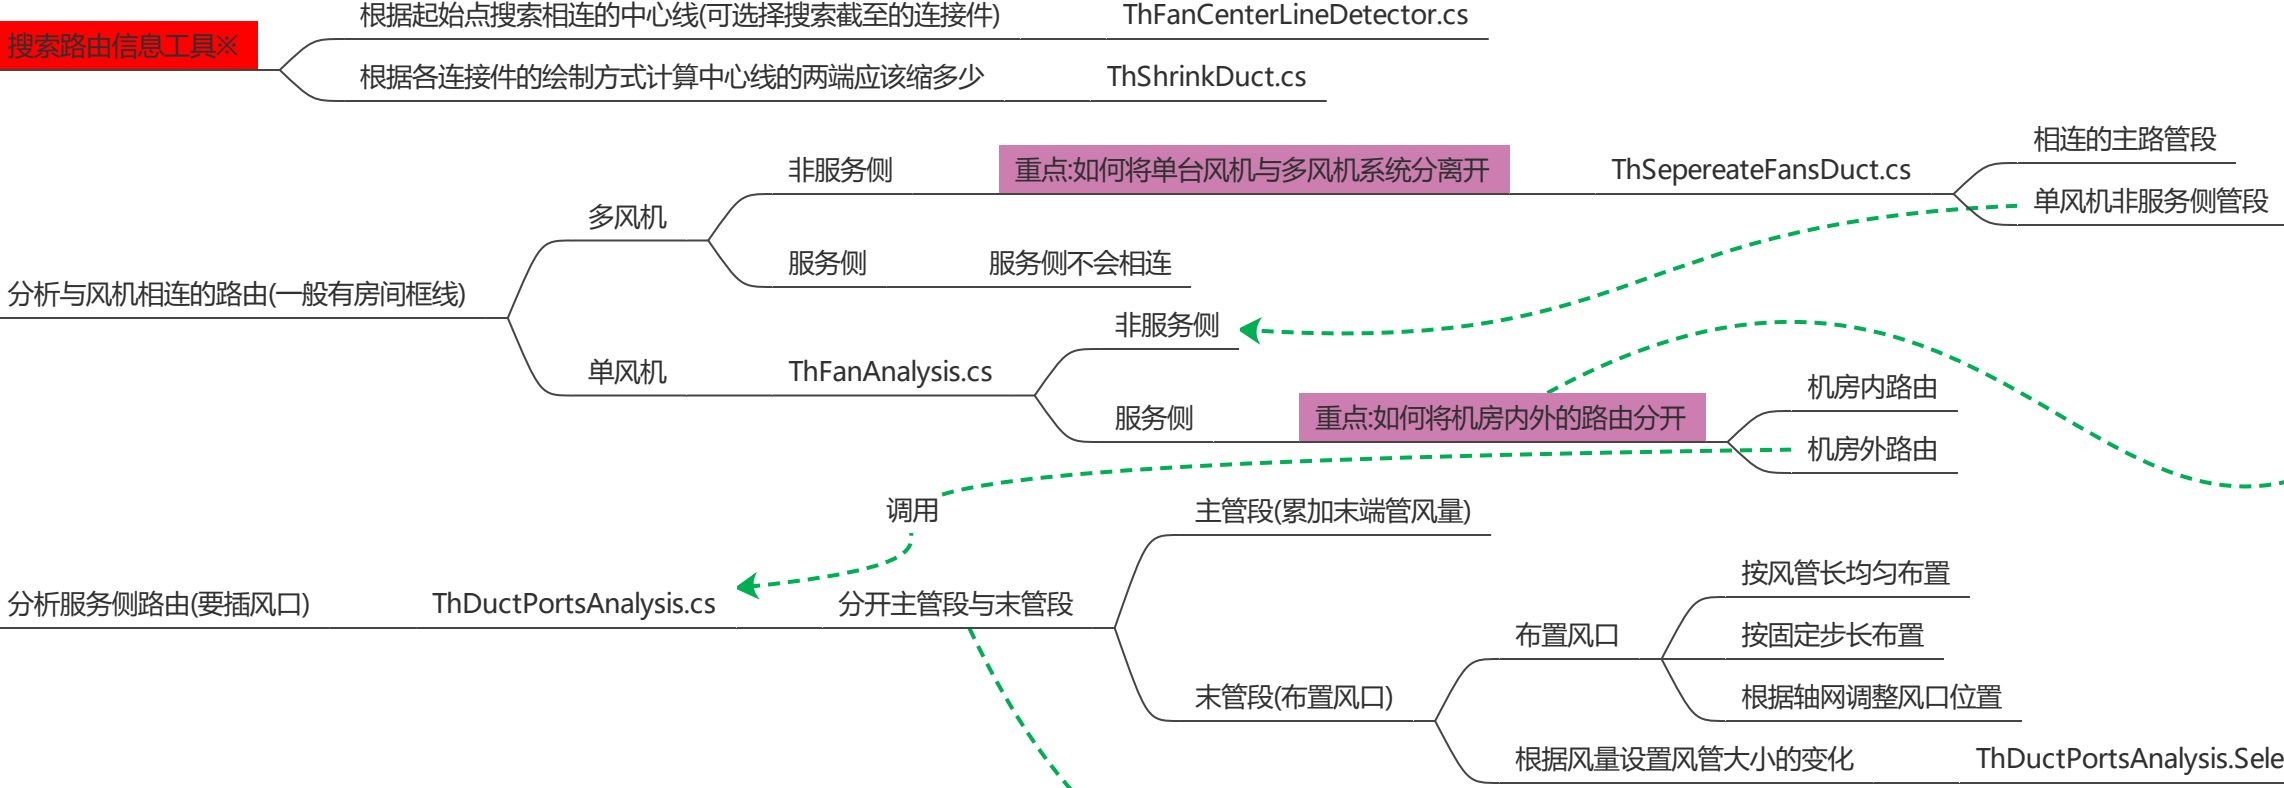 根据起始点搜索相连的中心线(可选择搜索截至的连接件)
ThFanCenterLineDetector.cs
搜索路由信息工具※
根据各连接件的绘制方式计算中心线的两端应该缩多少
ThShrinkDuct.cs
相连的主路管段
非服务侧
重点:如何将单台风机与多风机系统分离开
ThSepereateFansDuct.cs
单风机非服务侧管段
多风机
服务侧
服务侧不会相连
分析与风机相连的路由(一般有房间框线)
非服务侧
单风机
ThFanAnalysis.cs
机房内路由
服务侧
重点:如何将机房内外的路由分开
机房外路由
调用
主管段(累加末端管风量)
按风管长均匀布置
分析服务侧路由(要插风口)
ThDuctPortsAnalysis.cs
分开主管段与末管段
布置风口
按固定步长布置
末管段(布置风口)
根据轴网调整风口位置
根据风量设置风管大小的变化
ThDuctPortsAnalysis.Sele